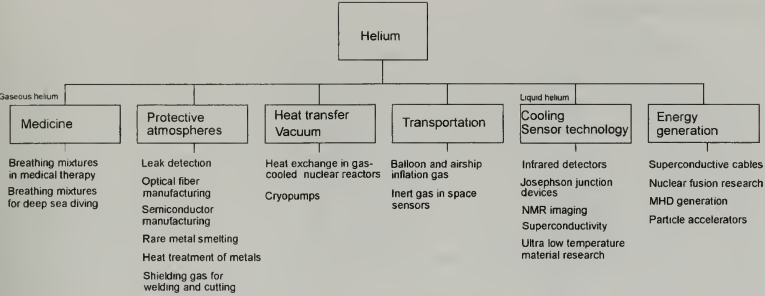 Helium
Gaseous helium
Medicine
Breathing mixtures
in medical therapy
Breathing mixtures
for deep sea diving
Protective
atmospheres
Leak detection
Optical fiber
manufacturing
Semiconductor
manufacturing
Rare metal smelting
Heat treatment of metals
Shielding gas for
welding and cutting
Heat transfer
Vacuum
Heat exchange in gas-
cooled nuclear reactors
Cryopumps
Transportation
Balloon and airship
inflation gas
Inert gas in space
sensors
Liquid helium
Cooling
Sensor technology
Infrared detectors
Josephson junction
devices
NMR imaging
Superconductivity
Ultra low temperature
material research
Energy
generation
Superconductive cables
Nuclear fusion research
MHD generation
Particle accelerators